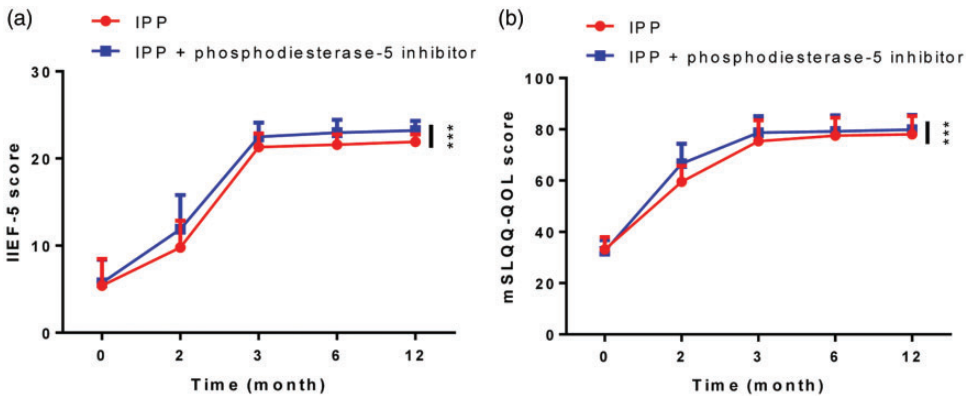 (a)
IPP
IPP + phosphodiesterase-5 inhibitor
30
20
10
0
IIEF-5 score
***
0 2 3 6 12
Time (month)
(b)
IPP
IPP + phosphodiesterase-5 inhibitor
100
80
60
40
20
0
mSLQQ-QOL score
***
0 2 3 6 12
Time (month)